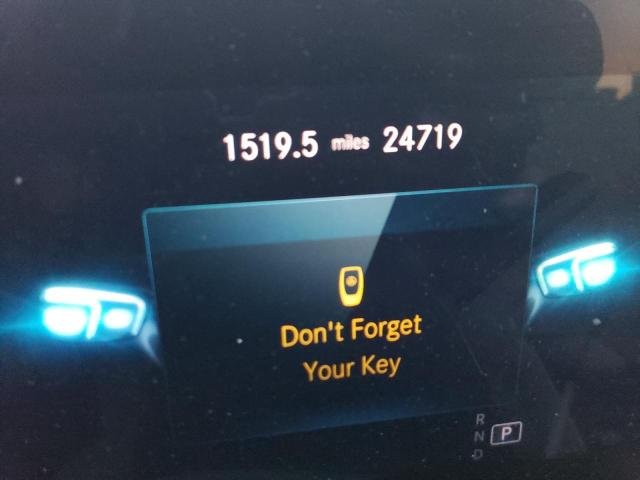 1519.5 miles 24719
Don't Forget
Your Key
R
N P
D